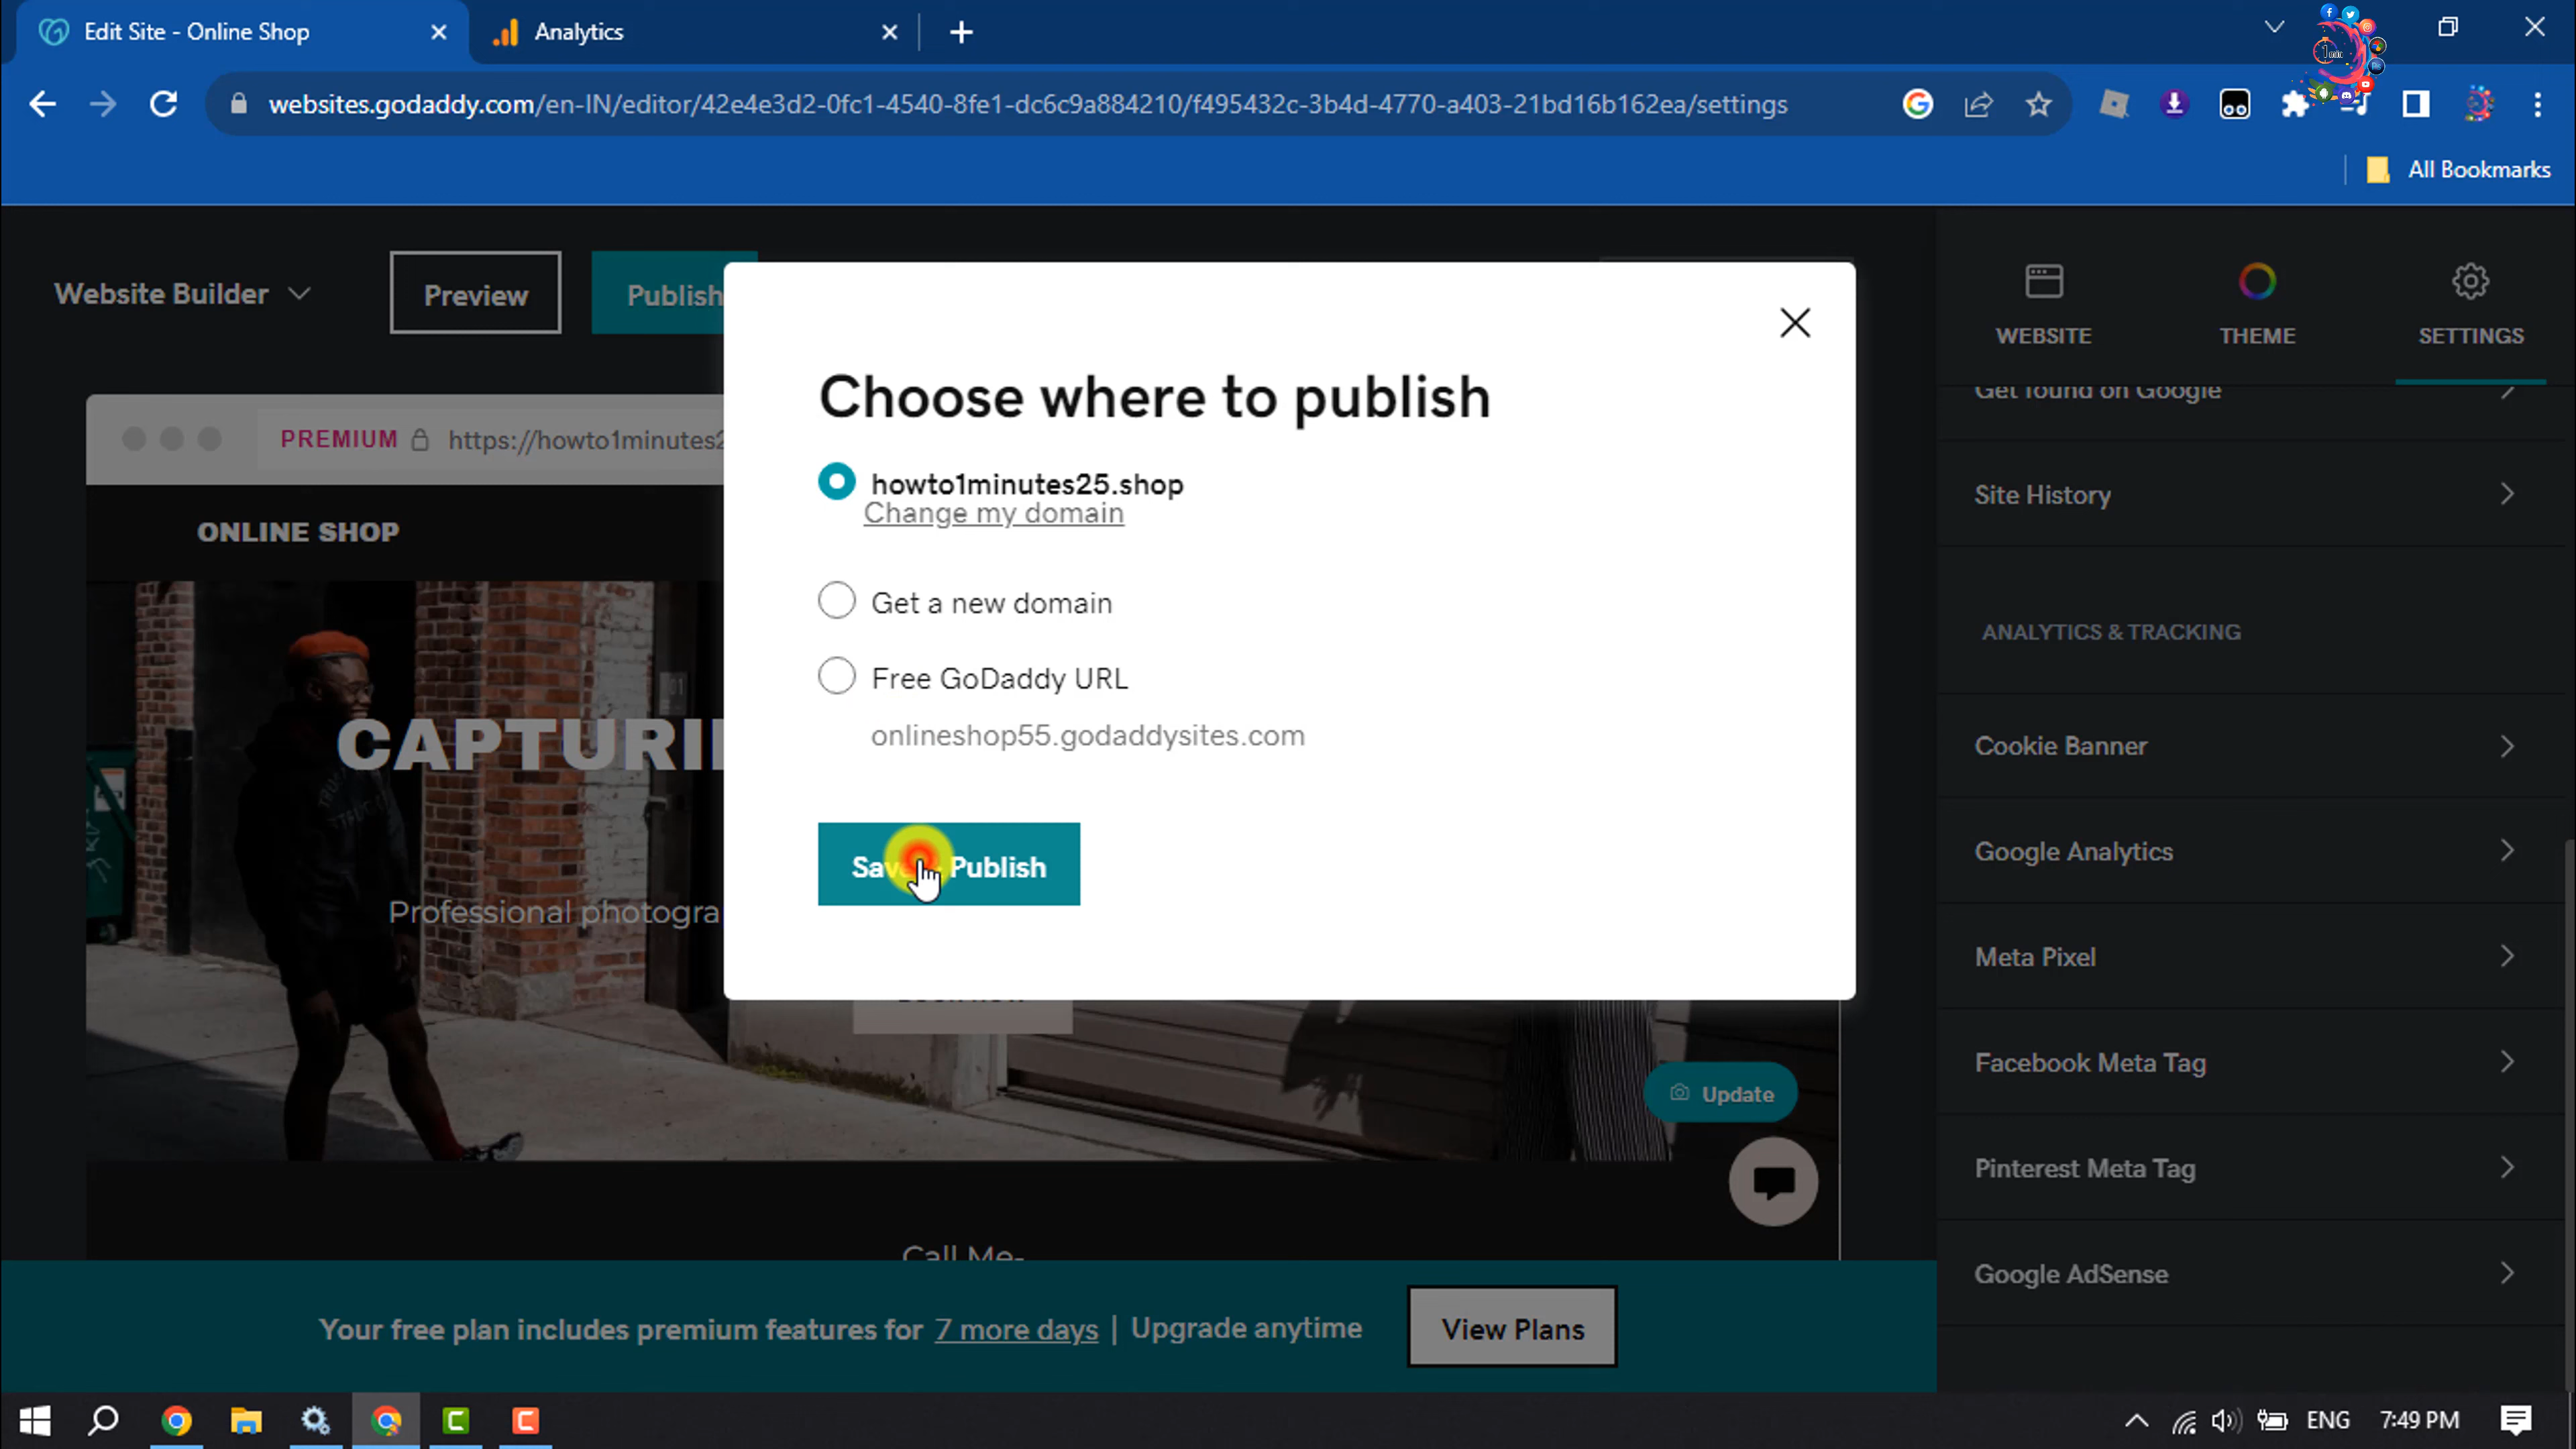 Edit Site - Online Shop
Analytics
websites.godaddy.com/en-IN/editor/42e4e3d2-0fc1-4540-8fe1-dc6c9a884210/f495432c-3b4d-4770-a403-21bd16b162ea/settings
All Bookmarks
Website Builder
Preview
Publish
WEBSITE
THEME
SETTINGS
PREMIUM
https://howto1minutes2
ONLINE SHOP
CAPTURI
Professional photogra
Choose where to publish
howto1minutes25.shop
Change my domain
Get a new domain
Free GoDaddy URL
onlineshop55.godaddysites.com
Publish
Update
Call Me-
Get found on Google
Site History
ANALYTICS & TRACKING
Cookie Banner
Google Analytics
Meta Pixel
Facebook Meta Tag
Pinterest Meta Tag
Google AdSense
Your free plan includes premium features for 7 more days | Upgrade anytime
View Plans
ENG
7:49 PM